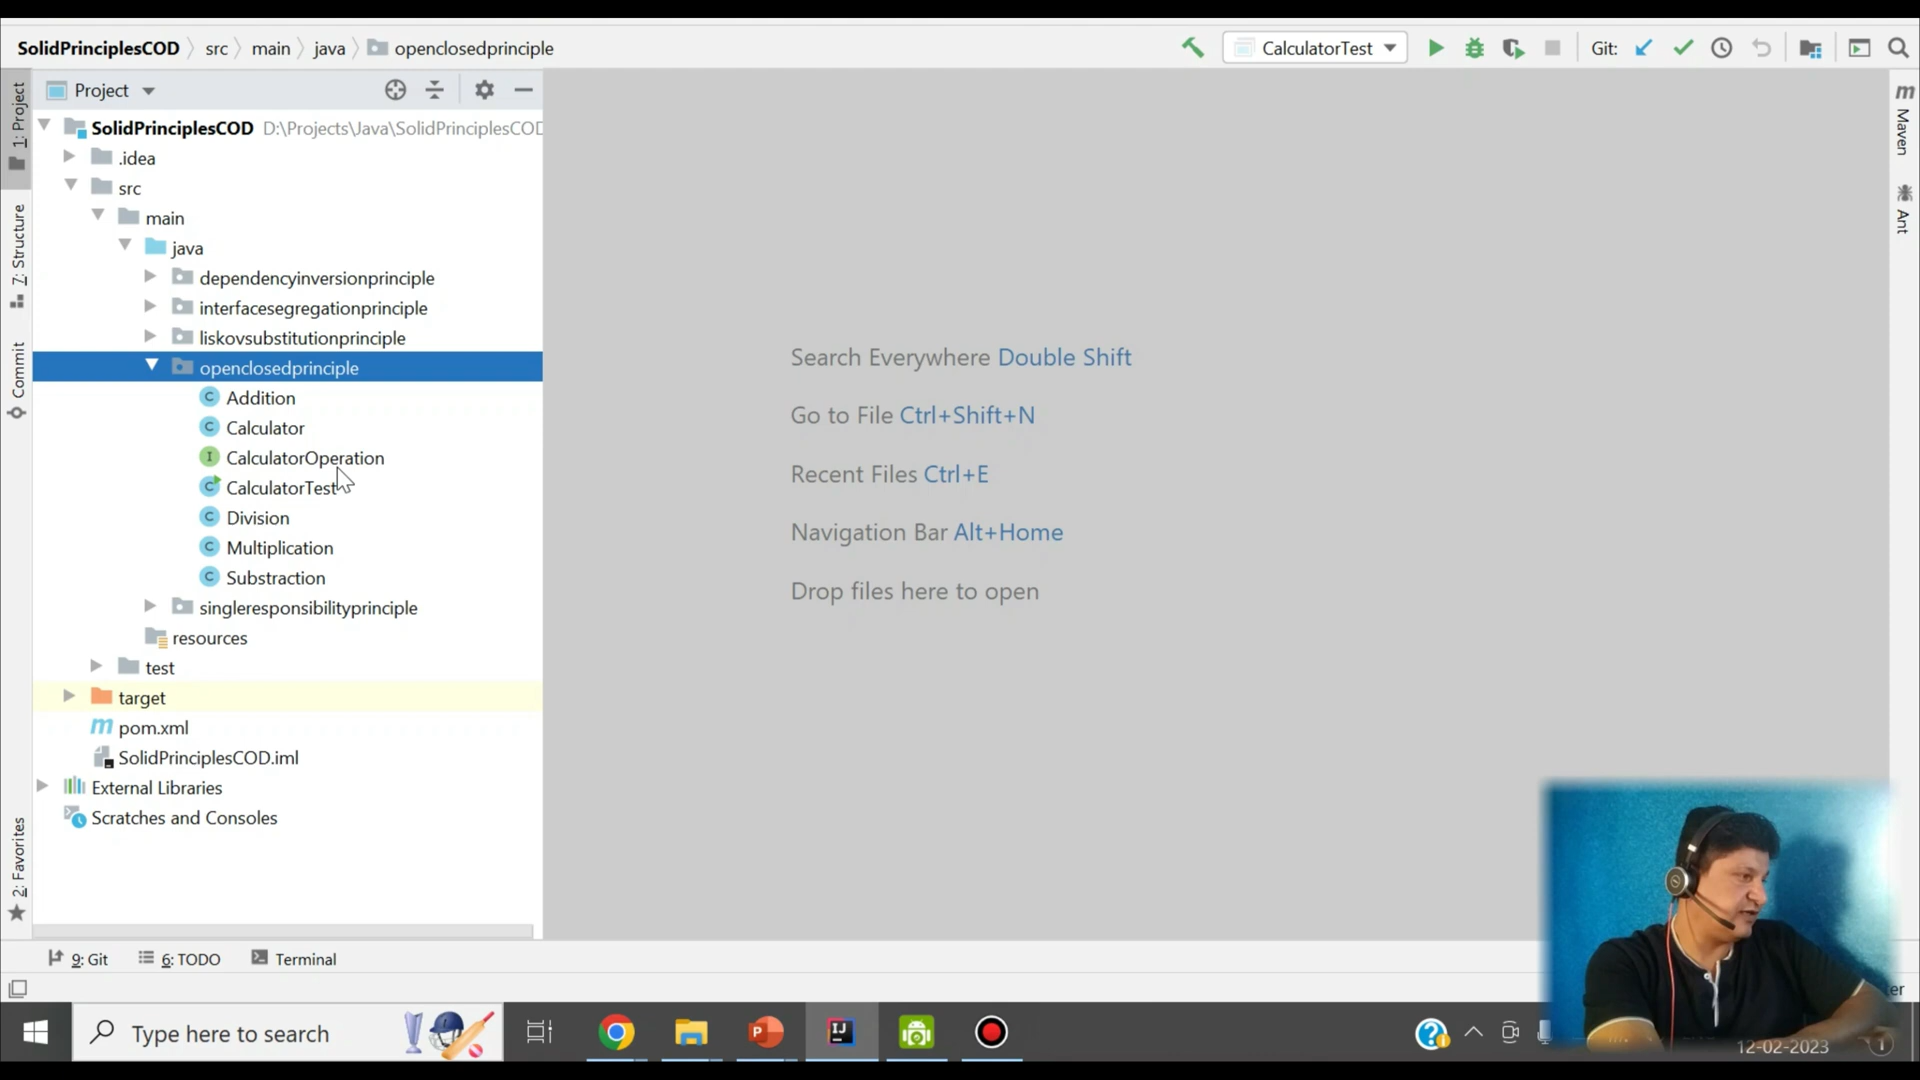 SolidPrinciplesCOD src main java openclosedprinciple CalculatorTest Git:
Project
SolidPrinciplesCOD D:\Projects\Java\SolidPrinciplesCOD
.idea
src
main
java
dependencyinversionprinciple
interfacesegregationprinciple
liskovsubstitutionprinciple
openclosedprinciple
C Addition
C Calculator
I CalculatorOperation
C CalculatorTest
C Division
C Multiplication
C Substraction
singleresponsibilityprinciple
resources
test
target
m pom.xml
SolidPrinciplesCOD.iml
External Libraries
Scratches and Consoles
1: Project
7: Structure
Commit
2: Favorites
Search Everywhere Double Shift
Go to File Ctrl+Shift+N
Recent Files Ctrl+E
Navigation Bar Alt+Home
Drop files here to open
m Maven
Ant
9: Git 6: TODO Terminal
Type here to search
P
IJ
?
12-02-2023
1